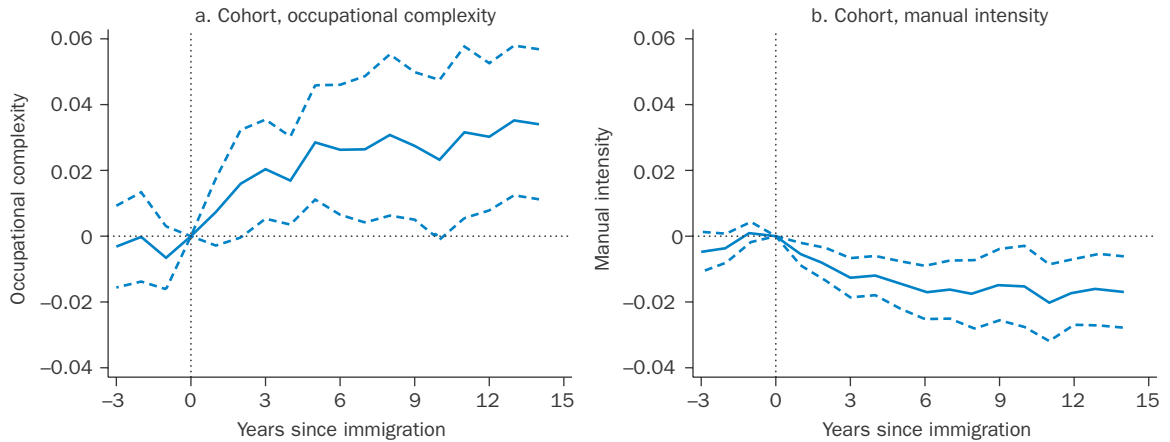 a. Cohort, occupational complexity
Occupational complexity
0.06
0.04
0.02
0
–0.02
–0.04
–3 0 3 6 9 12 15
Years since immigration
b. Cohort, manual intensity
Manual intensity
0.06
0.04
0.02
0
–0.02
–0.04
–3 0 3 6 9 12 15
Years since immigration